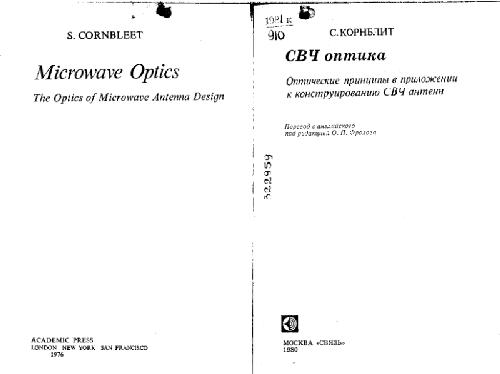 S. CORNBLEET
Microwave Optics
The Optics of Microwave Antenna Design
ACADEMIC PRESS
LONDON NEW YORK SAN FRANCISCO
1976
1981 к
910
С. КОРНБЛИТ
СВЧ оптика
Оптические принципы в приложении
к конструированию СВЧ антенн
Перевод с английского
под редакцией О. П. Фролова
322959
МОСКВА «СВЯЗЬ»
1980